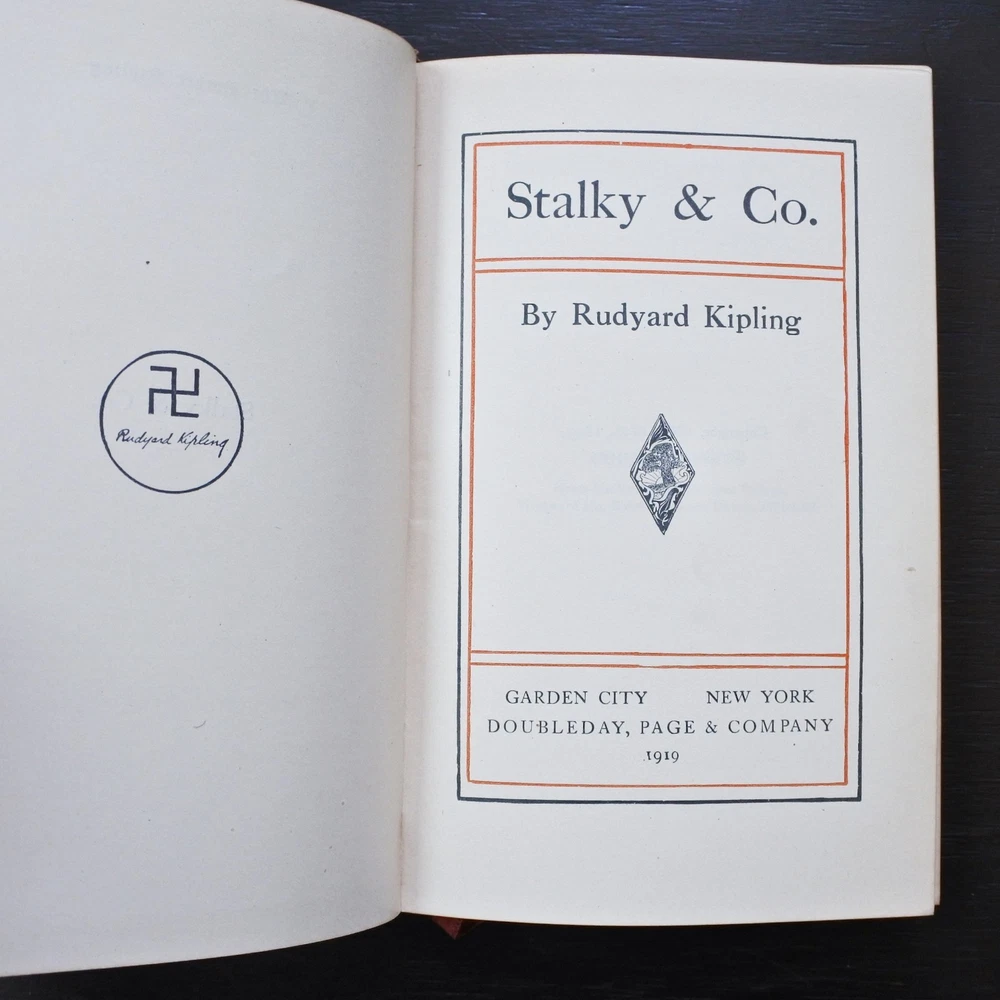 Rudyard Kipling
Stalky & Co.
By Rudyard Kipling
GARDEN CITY NEW YORK
DOUBLEDAY, PAGE & COMPANY
1919